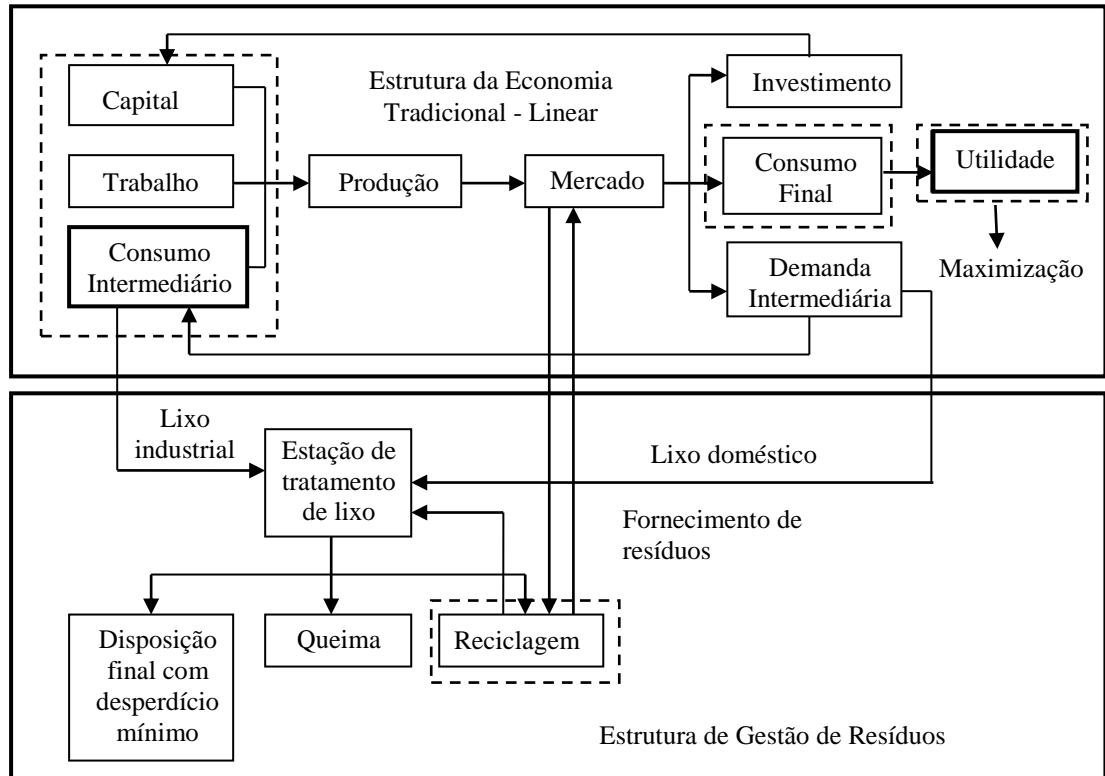 Estrutura da Economia
Tradicional - Linear
Capital
Investimento
Trabalho
Produção
Mercado
Consumo
Final
Utilidade
Consumo
Intermediário
Demanda
Intermediária
Maximização
Lixo
industrial
Estação de
tratamento
de lixo
Lixo doméstico
Fornecimento de
resíduos
Disposição
final com
desperdício
mínimo
Queima
Reciclagem
Estrutura de Gestão de Resíduos